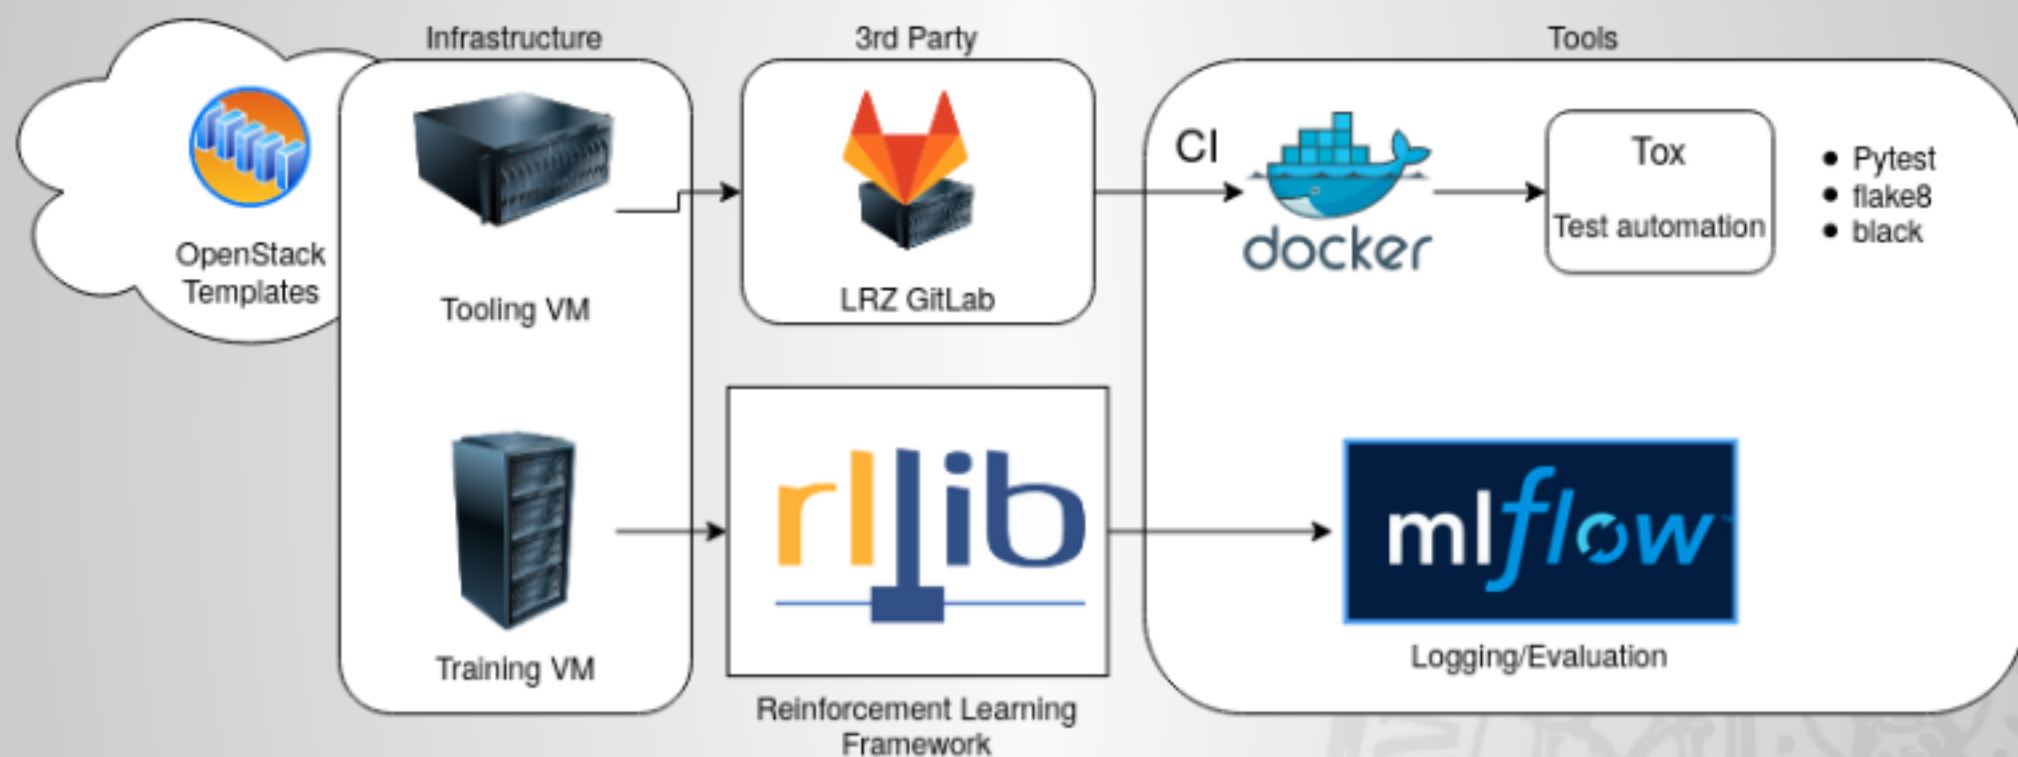 Infrastructure
3rd Party
Tools
OpenStack
Templates
Tooling VM
LRZ GitLab
CI
docker
Tox
Test automation
• Pytest
• flake8
• black
Training VM
rllib
Reinforcement Learning
Framework
mlflow
Logging/Evaluation